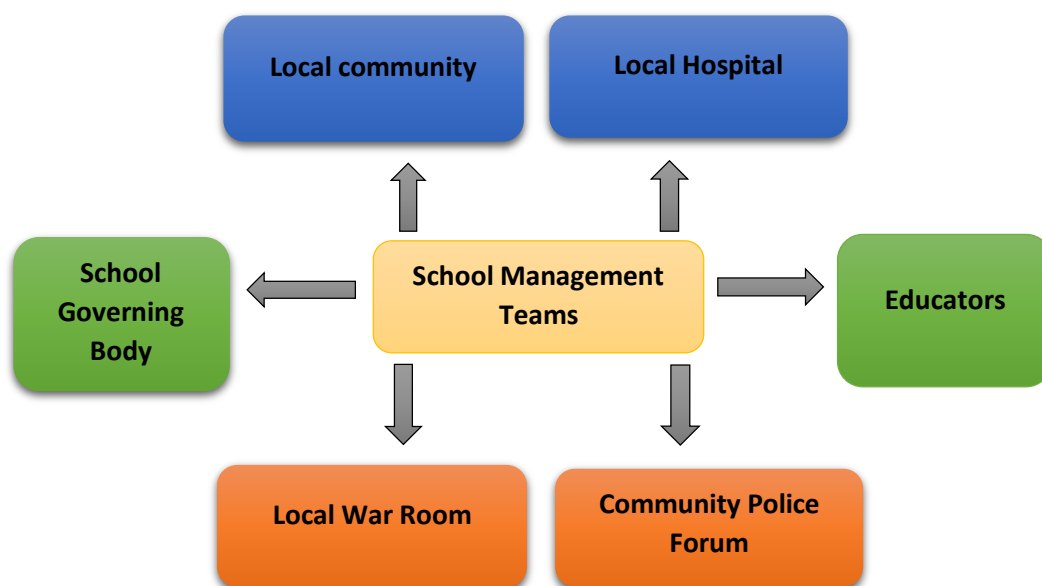 Local community
Local Hospital
School
Governing
Body
School Management
Teams
Educators
Local War Room
Community Police
Forum